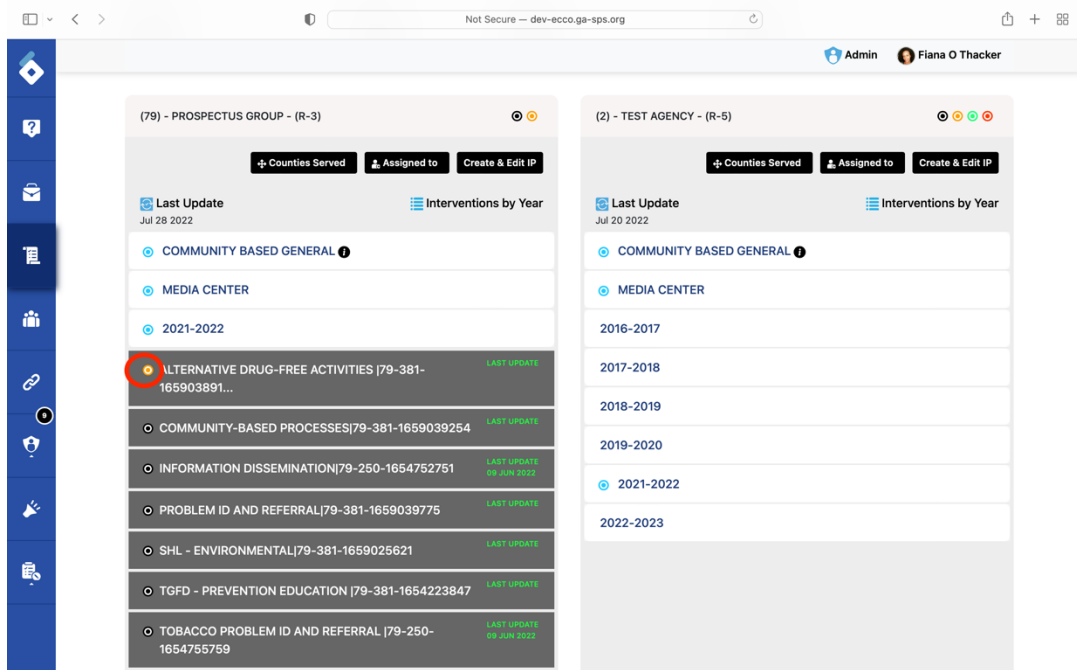 Not Secure — dev-ecco.ga-sps.org
Admin
Fiana O Thacker
(79) - PROSPECTUS GROUP - (R-3)
Counties Served
Assigned to
Create & Edit IP
Last Update
Interventions by Year
Jul 28 2022
COMMUNITY BASED GENERAL
MEDIA CENTER
2021-2022
ALTERNATIVE DRUG-FREE ACTIVITIES |79-381-
165903891...
LAST UPDATE
COMMUNITY-BASED PROCESSES|79-381-1659039254
LAST UPDATE
INFORMATION DISSEMINATION|79-250-1654752751
LAST UPDATE
09 JUN 2022
PROBLEM ID AND REFERRAL|79-381-1659039775
LAST UPDATE
SHL - ENVIRONMENTAL|79-381-1659025621
LAST UPDATE
TGFD - PREVENTION EDUCATION |79-381-1654223847
LAST UPDATE
TOBACCO PROBLEM ID AND REFERRAL |79-250-
1654755759
LAST UPDATE
09 JUN 2022
(2) - TEST AGENCY - (R-5)
Counties Served
Assigned to
Create & Edit IP
Last Update
Interventions by Year
Jul 20 2022
COMMUNITY BASED GENERAL
MEDIA CENTER
2016-2017
2017-2018
2018-2019
2019-2020
2021-2022
2022-2023
9